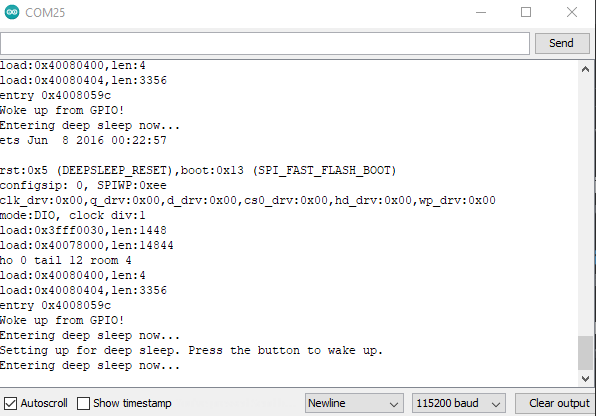 COM25
Send
load:0x40080400,len:4
load:0x40080404,len:3356
entry 0x4008059c
Woke up from GPIO!
Entering deep sleep now...
ets Jun  8 2016 00:22:57
rst:0x5 (DEEPSLEEP_RESET),boot:0x13 (SPI_FAST_FLASH_BOOT)
configsip: 0, SPIWP:0xee
clk_drv:0x00,q_drv:0x00,d_drv:0x00,cs0_drv:0x00,hd_drv:0x00,wp_drv:0x00
mode:DIO, clock div:1
load:0x3fff0030,len:1448
load:0x40078000,len:14844
ho 0 tail 12 room 4
load:0x40080400,len:4
load:0x40080404,len:3356
entry 0x4008059c
Woke up from GPIO!
Entering deep sleep now...
Setting up for deep sleep. Press the button to wake up.
Entering deep sleep now...
Autoscroll Show timestamp Newline 115200 baud Clear output